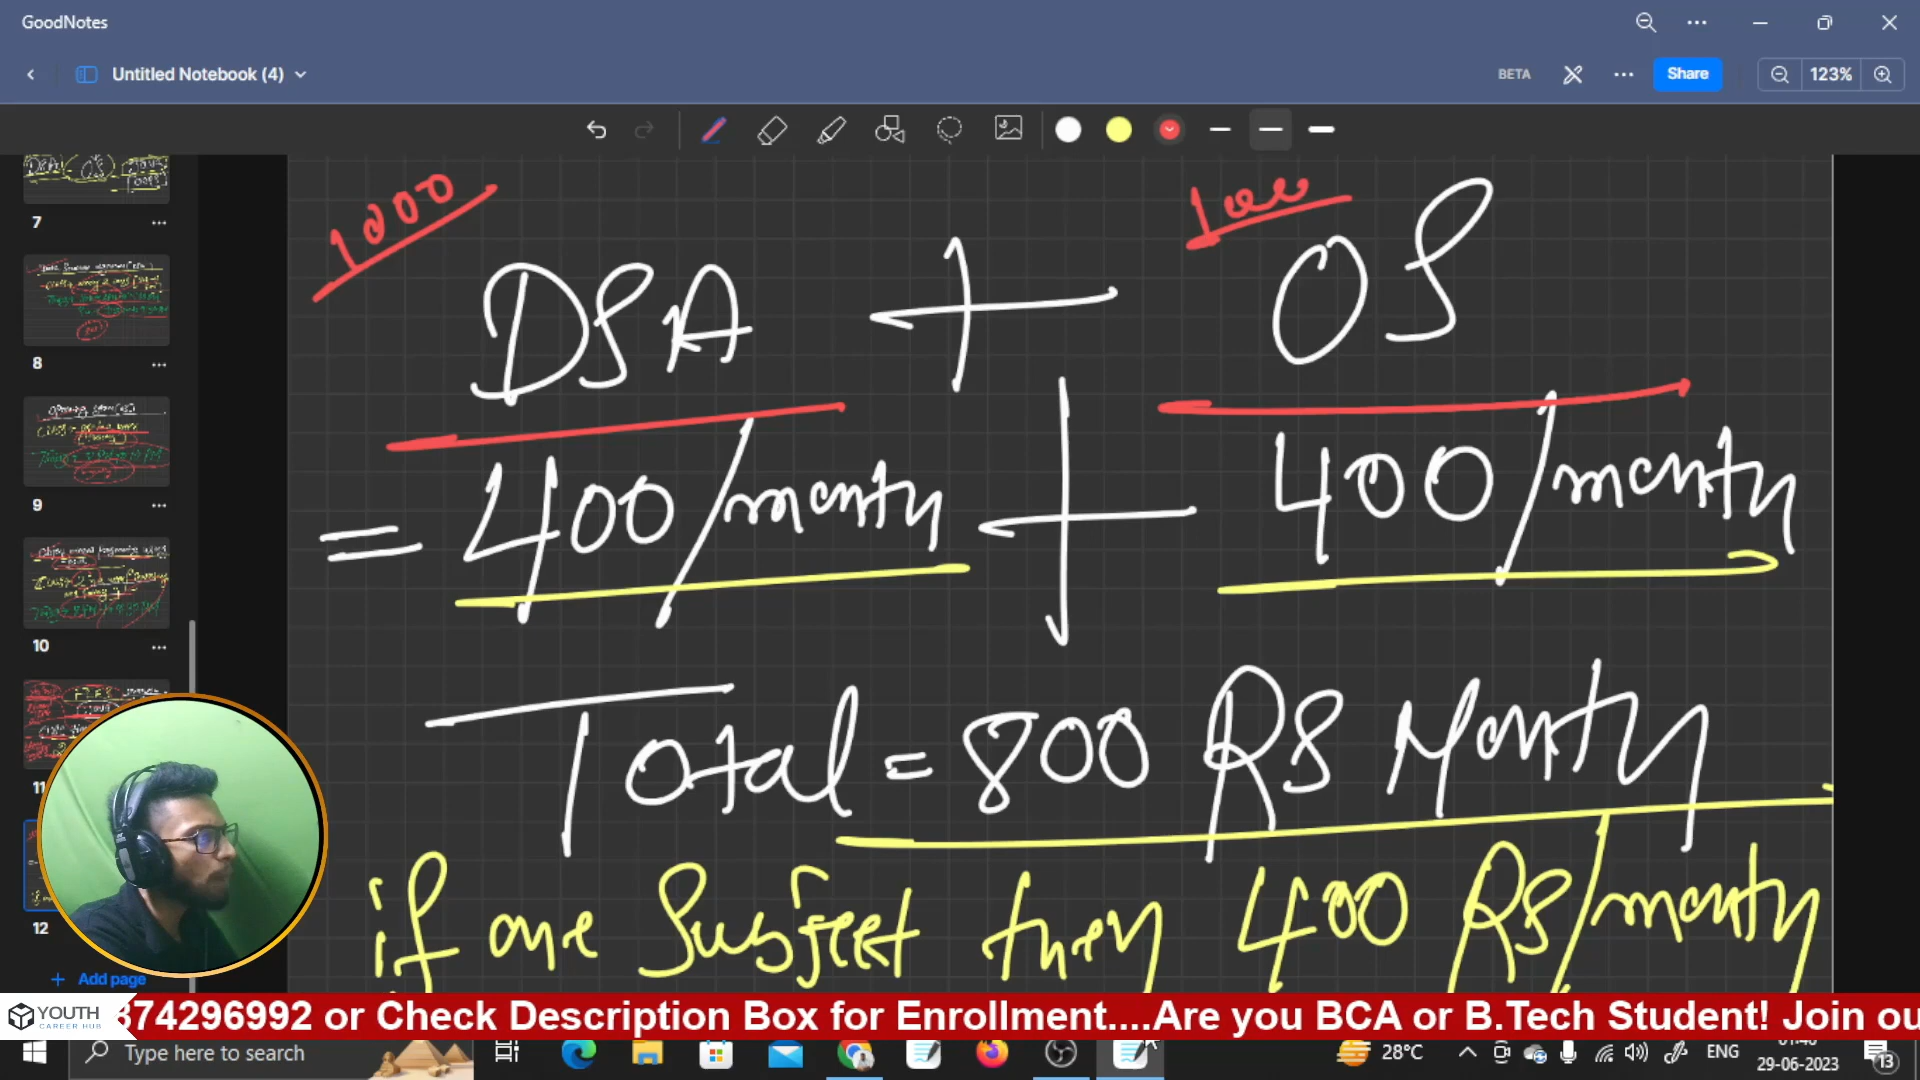 GoodNotes
Untitled Notebook (4)
BETA
Share
123%
1000
1000
DSA + OS
= 400/month + 400/month
Total = 800 RS Month
if one Subject then 400 RS/month
7
8
9
10
11
12
Add page
YOUTH
CAREER HUB
374296992 or Check Description Box for Enrollment....Are you BCA or B.Tech Student! Join ou
Type here to search
28°C
ENG
29-06-2023
13